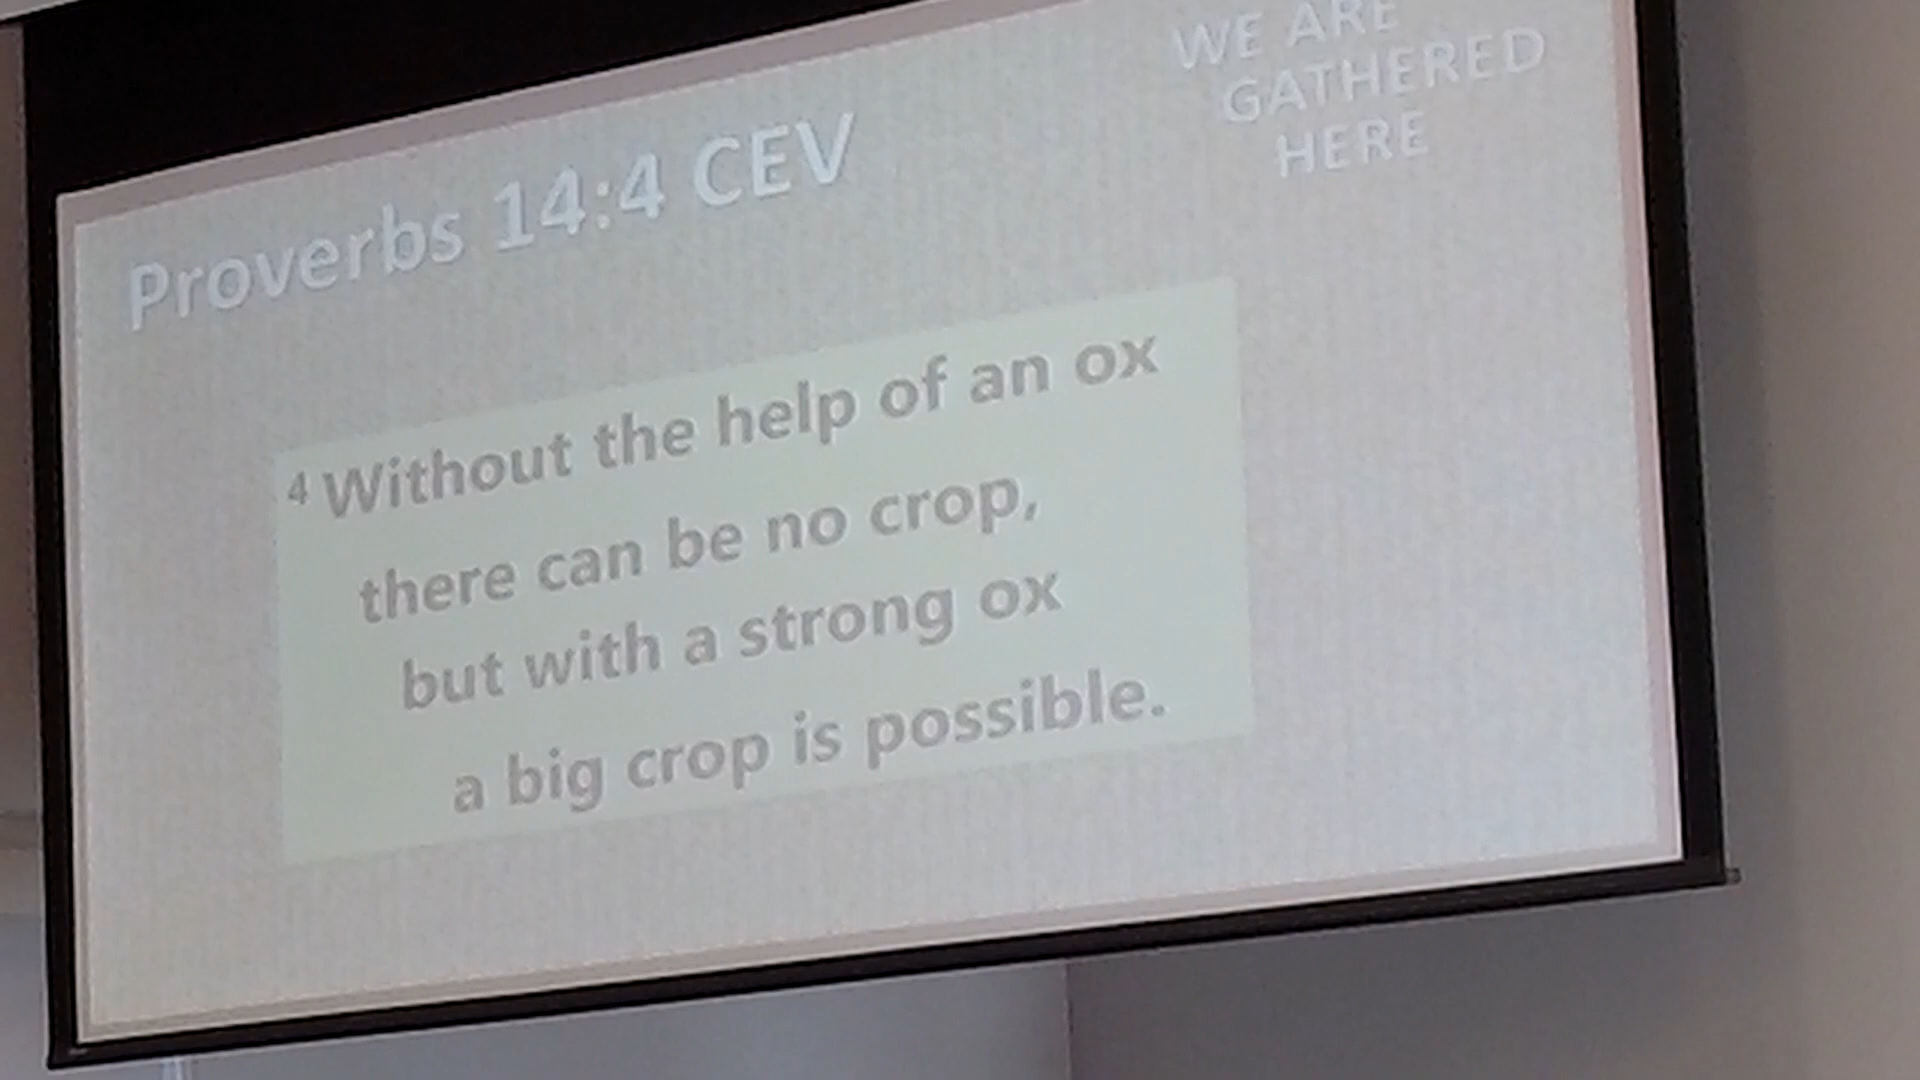 WE ARE
GATHERED
HERE
Proverbs 14:4 CEV
4 Without the help of an ox
there can be no crop,
but with a strong ox
a big crop is possible.